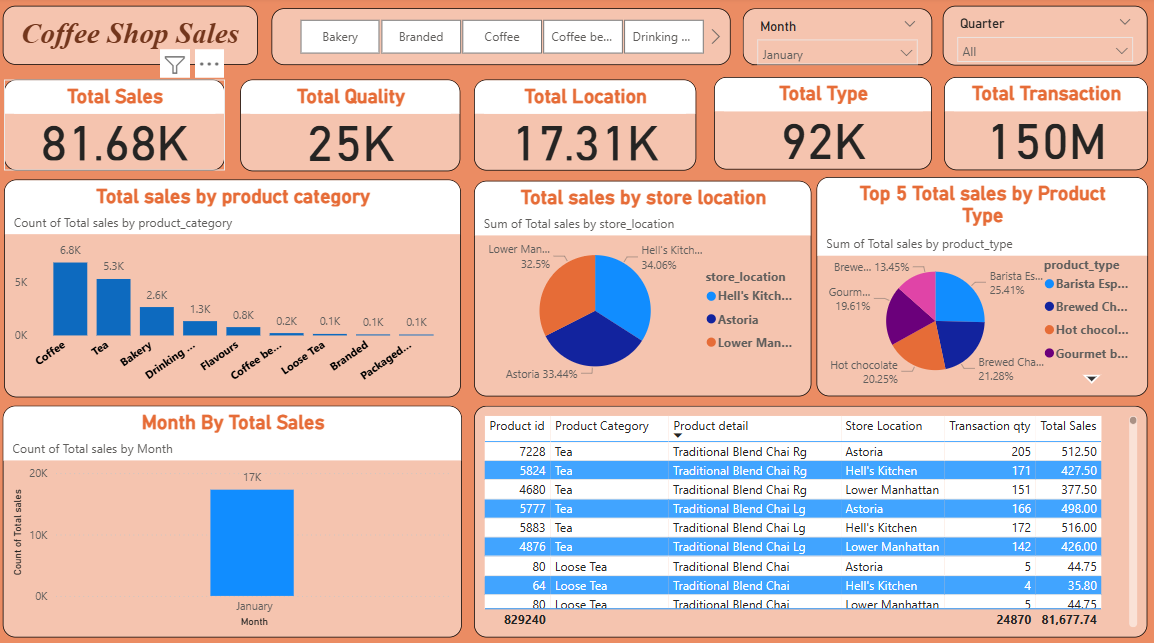 Coffee Shop Sales
Bakery
Branded
Coffee
Coffee be...
Drinking ...
Month
January
Quarter
All
Total Sales
81.68K
Total Quality
25K
Total Location
17.31K
Total Type
92K
Total Transaction
150M
Total sales by product category
Count of Total sales by product_category
5K
0K
6.8K
5.3K
2.6K
1.3K
0.8K
0.2K
0.1K
0.1K
0.1K
Coffee
Tea
Bakery
Drinking ...
Flavours
Coffee be...
Loose Tea
Branded
Packaged...
Total sales by store location
Sum of Total sales by store_location
Lower Man...
32.5%
Hell's Kitch...
34.06%
Astoria 33.44%
store_location
Hell's Kitch...
Astoria
Lower Man...
Top 5 Total sales by Product
Type
Sum of Total sales by product_type
Brewe... 13.45%
Barista Es...
25.41%
Gourm...
19.61%
Hot chocolate
20.25%
Brewed Cha...
21.28%
product_type
Barista Esp...
Brewed Ch...
Hot chocol...
Gourmet b...
Month By Total Sales
Count of Total sales by Month
Count of Total sales
20K
10K
0K
17K
January
Month
Product id Product Category Product detail Store Location Transaction qty Total Sales
7228 Tea Traditional Blend Chai Rg Astoria 205 512.50
5824 Tea Traditional Blend Chai Rg Hell's Kitchen 171 427.50
4680 Tea Traditional Blend Chai Rg Lower Manhattan 151 377.50
5777 Tea Traditional Blend Chai Lg Astoria 166 498.00
5883 Tea Traditional Blend Chai Lg Hell's Kitchen 172 516.00
4876 Tea Traditional Blend Chai Lg Lower Manhattan 142 426.00
80 Loose Tea Traditional Blend Chai Astoria 5 44.75
64 Loose Tea Traditional Blend Chai Hell's Kitchen 4 35.80
80 Loose Tea Traditional Blend Chai Lower Manhattan 5 44.75
829240 24870 81,677.74